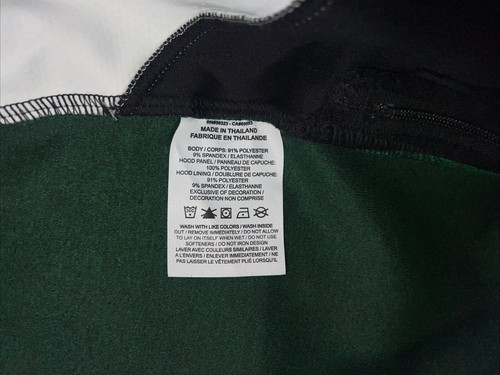 MADE IN THAILAND
FABRIQUE EN THAILANDE
BODY / CORPS: 91% POLYESTER
9% SPANDEX / ELASTHANNE
HOOD PANEL / PANNEAU DE CAPUCHE:
100% POLYESTER
HOOD LINING / DOUBLURE DE CAPUCHE:
91% POLYESTER
9% SPANDEX / ELASTHANNE
EXCLUSIVE OF DECORATION /
DECORATION NON COMPRISE
WASH WITH LIKE COLORS / WASH INSIDE
OUT / REMOVE IMMEDIATELY / DO NOT ALLOW
TO LAY ON ITSELF WHEN WET / DO NOT USE
SOFTENERS / DO NOT IRON DESIGN
LAVER AVEC COULEURS SIMILAIRES / LAVER
A L'ENVERS / ENLEVER IMMEDIATEMENT / NE
PAS LAISSER LE VÊTEMENT PLIÉ LORSQU'IL